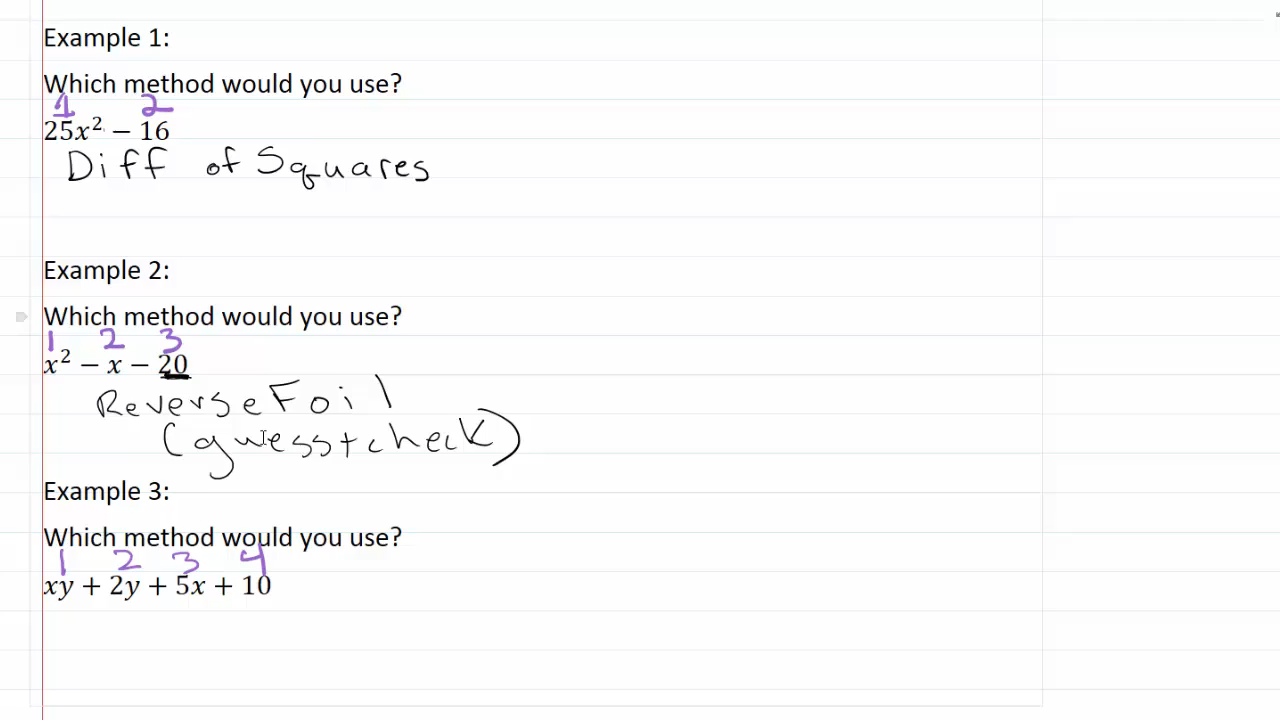 Example 1:
Which method would you use?
1 2
25x² − 16
Diff of Squares
Example 2:
Which method would you use?
1 2 3
x² − x − 20
Reverse Foil
(guess + check)
Example 3:
Which method would you use?
1 2 3 4
xy + 2y + 5x + 10